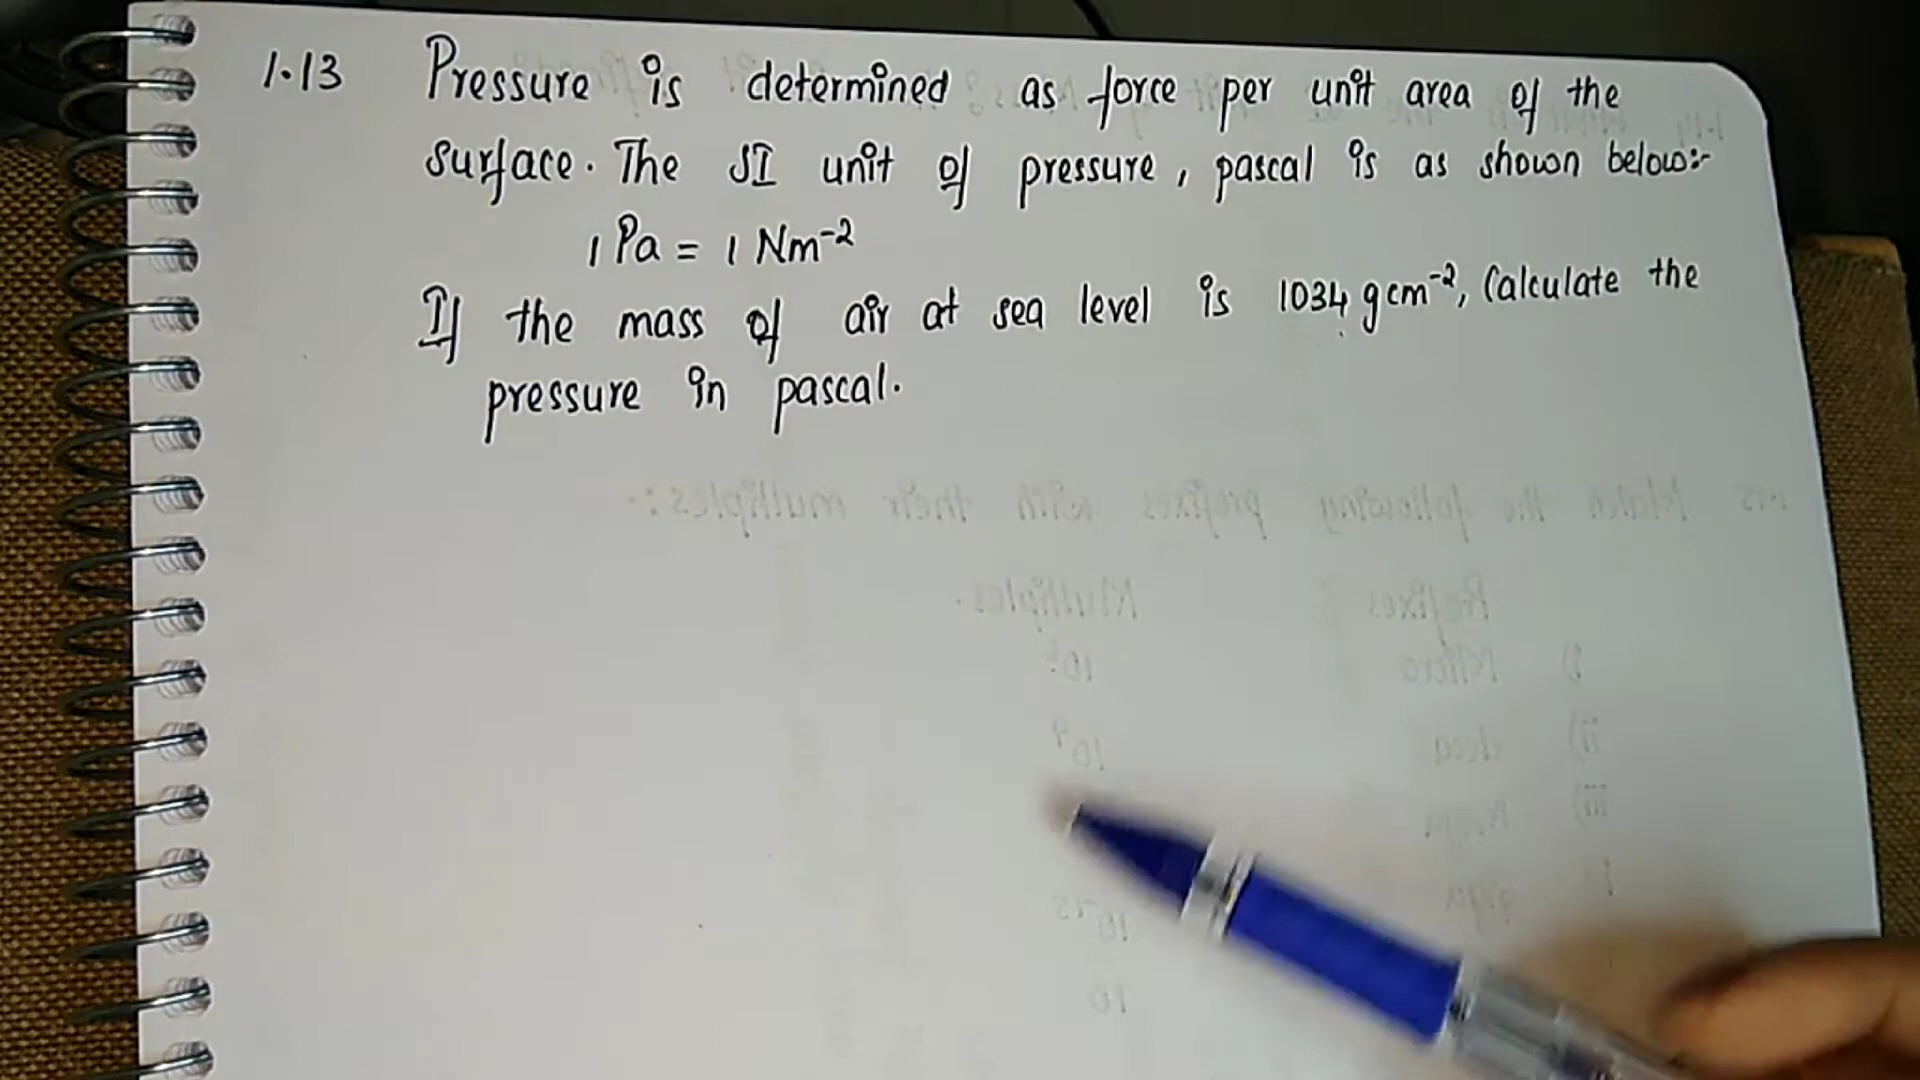 1.13 Pressure is determined as force per unit area of the
surface. The SI unit of pressure, pascal is as shown below:-
1 Pa = 1 Nm⁻²
If the mass of air at sea level is 1034 g cm⁻², Calculate the
pressure in pascal.